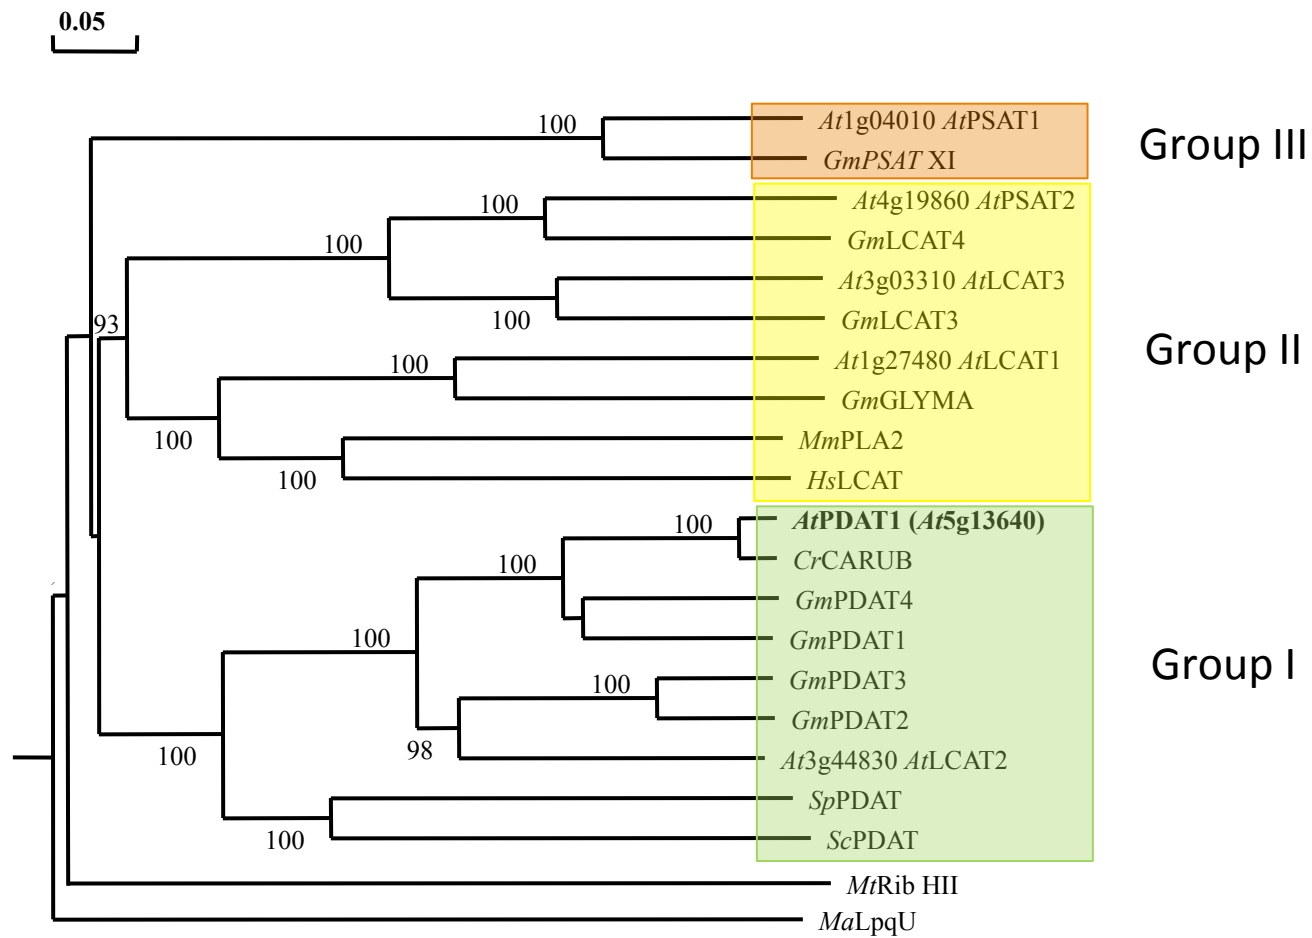 0.05
100
At1g04010 AtPSAT1
GmPSAT XI
Group III
100
At4g19860 AtPSAT2
GmLCAT4
100
At3g03310 AtLCAT3
100
GmLCAT3
93
Group II
100
At1g27480 AtLCAT1
GmGLYMA
100
MmPLA2
100
HsLCAT
100
AtPDAT1 (At5g13640)
CrCARUB
100
GmPDAT4
100
GmPDAT1
Group I
100
GmPDAT3
GmPDAT2
98
At3g44830 AtLCAT2
100
SpPDAT
100
ScPDAT
MtRib HII
MaLpqU